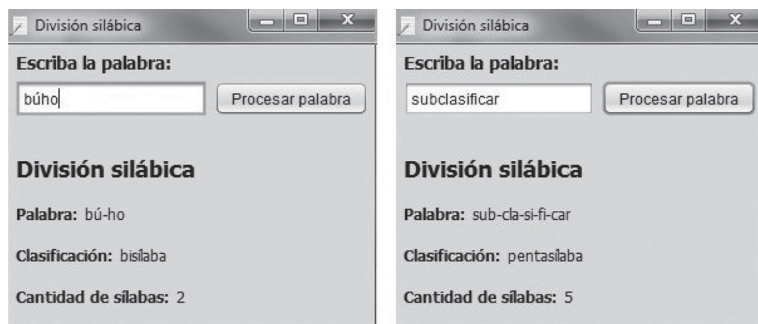 División silábica
Escriba la palabra:
búho
Procesar palabra
División silábica
Palabra: bú-ho
Clasificación: bisílaba
Cantidad de sílabas: 2
División silábica
Escriba la palabra:
subclasificar
Procesar palabra
División silábica
Palabra: sub-cla-si-fi-car
Clasificación: pentasílaba
Cantidad de sílabas: 5